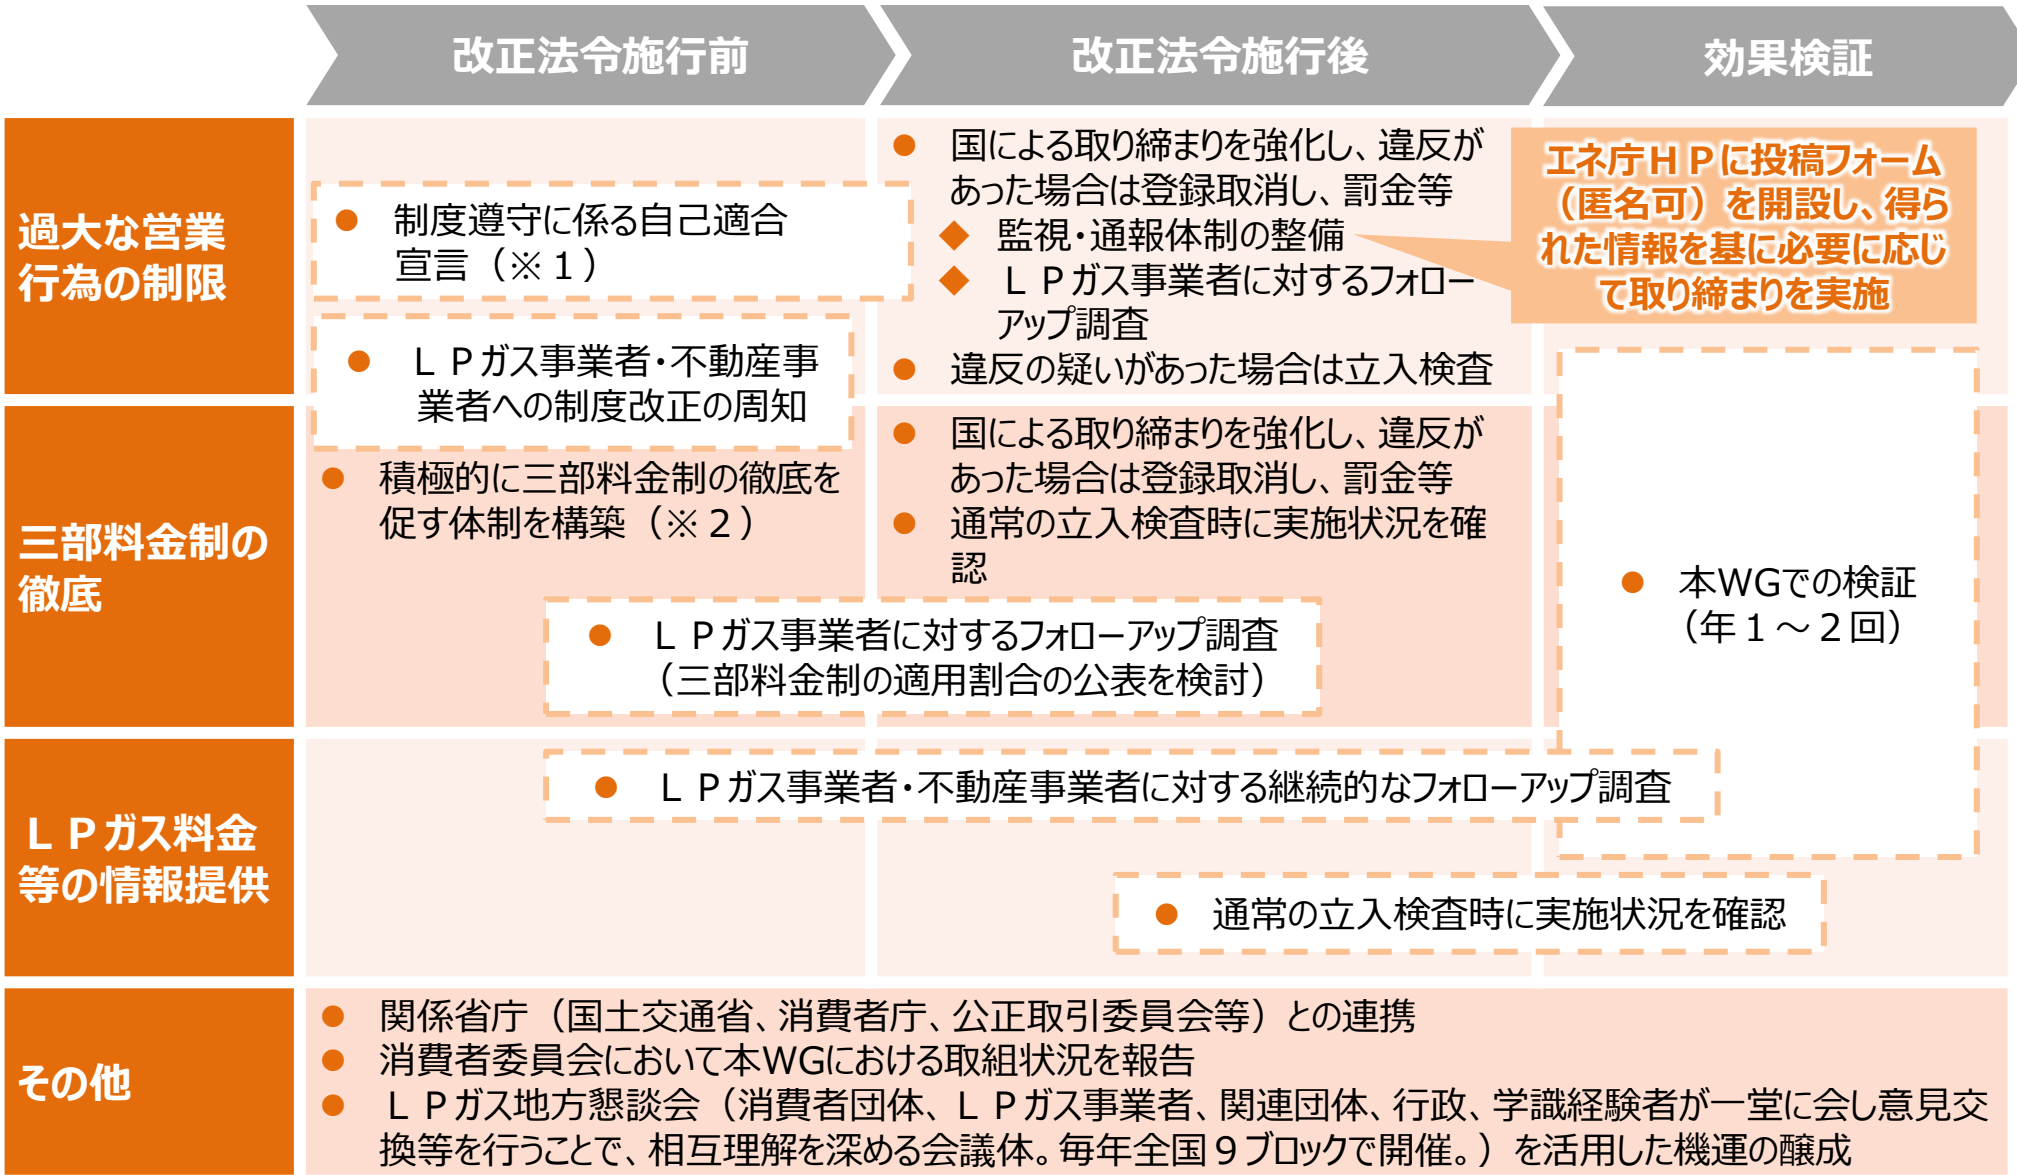 改正法令施行前
改正法令施行後
効果検証
過大な営業
行為の制限
● 制度遵守に係る自己適合
宣言（※１）
● ＬＰガス事業者・不動産事
業者への制度改正の周知
● 国による取り締まりを強化し、違反が
あった場合は登録取消し、罰金等
◆ 監視・通報体制の整備
◆ ＬＰガス事業者に対するフォロー
アップ調査
● 違反の疑いがあった場合は立入検査
エネ庁ＨＰに投稿フォーム
（匿名可）を開設し、得ら
れた情報を基に必要に応じ
て取り締まりを実施
三部料金制の
徹底
● 積極的に三部料金制の徹底を
促す体制を構築（※２）
● 国による取り締まりを強化し、違反が
あった場合は登録取消し、罰金等
● 通常の立入検査時に実施状況を確
認
● ＬＰガス事業者に対するフォローアップ調査
（三部料金制の適用割合の公表を検討）
● 本WGでの検証
（年１～２回）
ＬＰガス料金
等の情報提供
● ＬＰガス事業者・不動産事業者に対する継続的なフォローアップ調査
● 通常の立入検査時に実施状況を確認
その他
● 関係省庁（国土交通省、消費者庁、公正取引委員会等）との連携
● 消費者委員会において本WGにおける取組状況を報告
● ＬＰガス地方懇談会（消費者団体、ＬＰガス事業者、関連団体、行政、学識経験者が一堂に会し意見交
換等を行うことで、相互理解を深める会議体。毎年全国９ブロックで開催。）を活用した機運の醸成